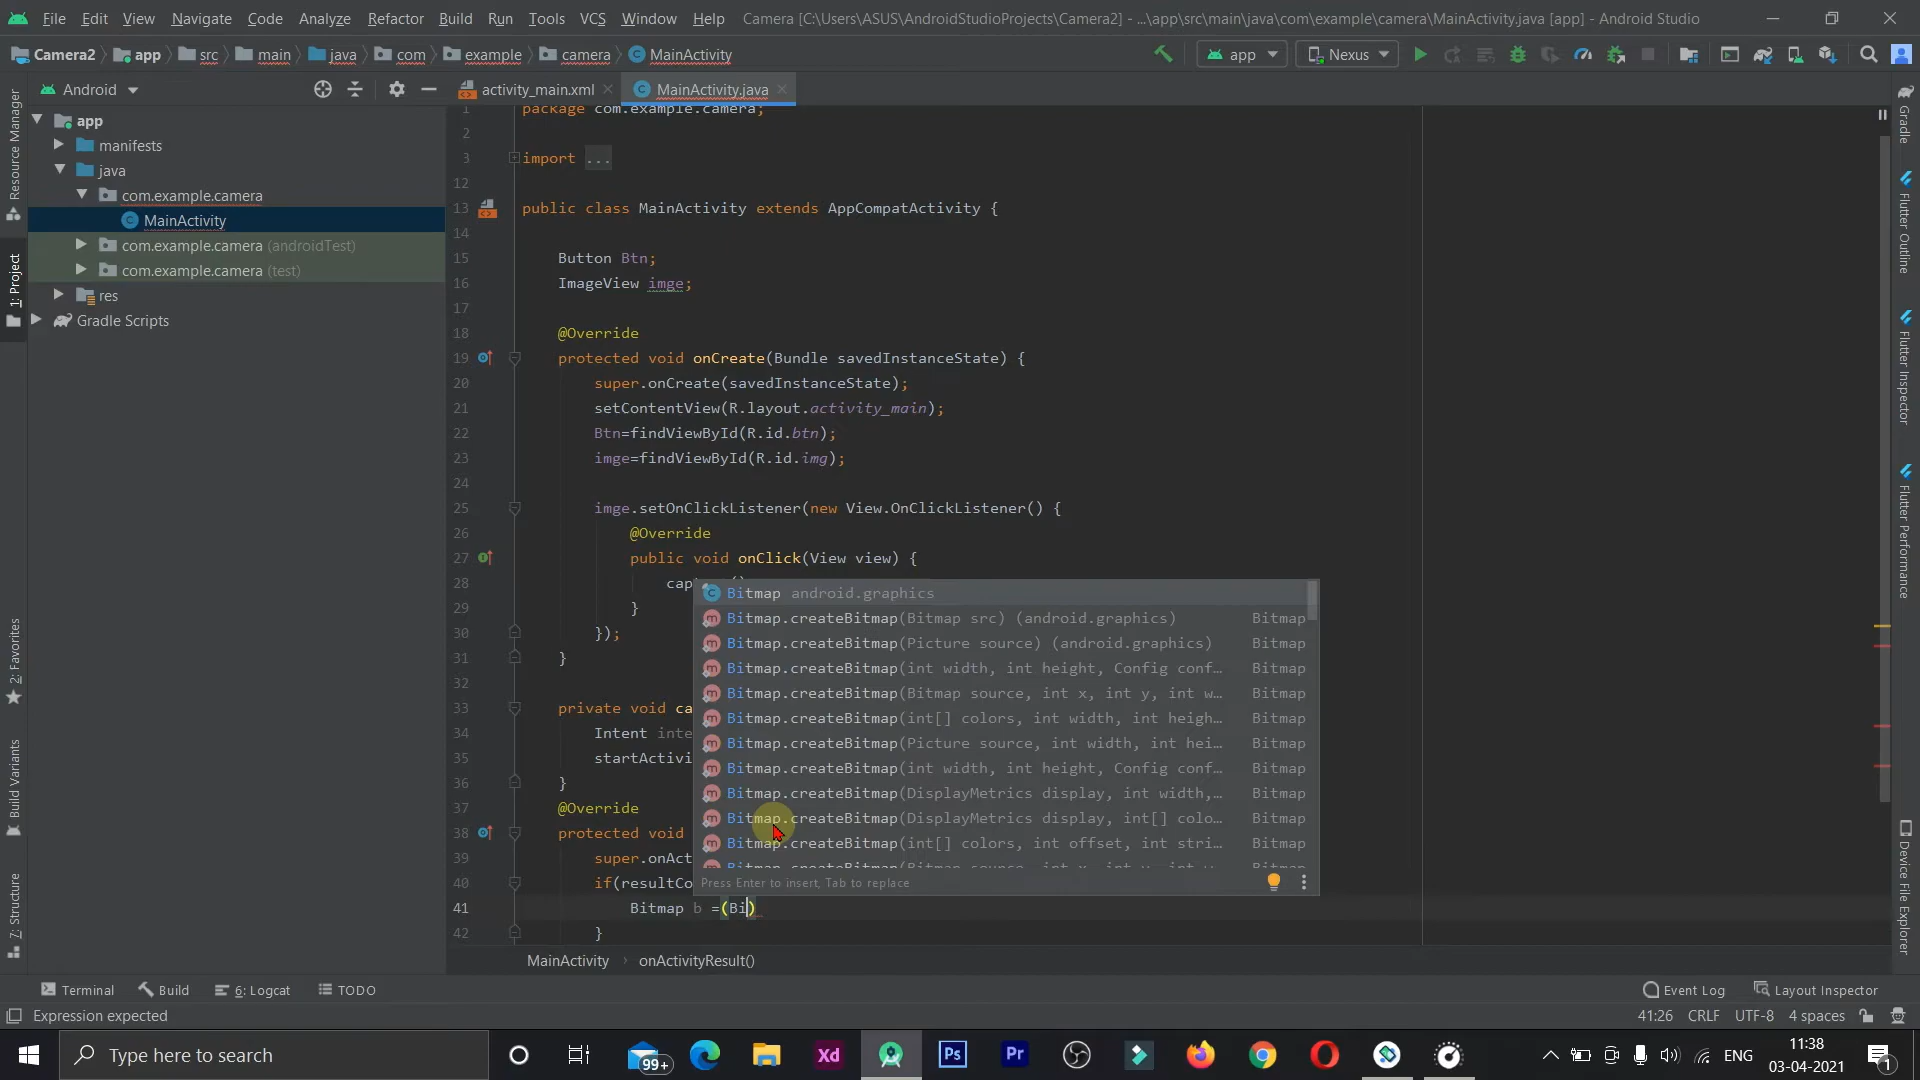 File Edit View Navigate Code Analyze Refactor Build Run Tools VCS Window Help Camera [C:\Users\ASUS\AndroidStudioProjects\Camera2] - ...\app\src\main\java\com\example\camera\MainActivity.java [app] - Android Studio
Camera2 app src main java com example camera MainActivity app Nexus
Android activity_main.xml MainActivity.java
app
manifests
java
com.example.camera
MainActivity
com.example.camera (androidTest)
com.example.camera (test)
res
Gradle Scripts
Resource Manager
1: Project
2: Favorites
Build Variants
7: Structure
1 package com.example.camera;
2
3 import ...
12
13 public class MainActivity extends AppCompatActivity {
14
15 Button Btn;
16 ImageView imge;
17
18 @Override
19 protected void onCreate(Bundle savedInstanceState) {
20 super.onCreate(savedInstanceState);
21 setContentView(R.layout.activity_main);
22 Btn=findViewById(R.id.btn);
23 imge=findViewById(R.id.img);
24
25 imge.setOnClickListener(new View.OnClickListener() {
26 @Override
27 public void onClick(View view) {
28
29 }
30 });
31 }
32
33 private void ca
34 Intent inte
35 startActivi
36 }
37 @Override
38 protected void
39 super.onAct
40 if(resultCo
41 Bitmap b =(Bi)
42 }
Bitmap android.graphics
Bitmap.createBitmap(Bitmap src) (android.graphics) Bitmap
Bitmap.createBitmap(Picture source) (android.graphics) Bitmap
Bitmap.createBitmap(int width, int height, Config conf... Bitmap
Bitmap.createBitmap(Bitmap source, int x, int y, int w... Bitmap
Bitmap.createBitmap(int[] colors, int width, int heigh... Bitmap
Bitmap.createBitmap(Picture source, int width, int hei... Bitmap
Bitmap.createBitmap(int width, int height, Config conf... Bitmap
Bitmap.createBitmap(DisplayMetrics display, int width,... Bitmap
Bitmap.createBitmap(DisplayMetrics display, int[] colo... Bitmap
Bitmap.createBitmap(int[] colors, int offset, int stri... Bitmap
Press Enter to insert, Tab to replace
MainActivity onActivityResult()
Gradle
Flutter Outline
Flutter Inspector
Flutter Performance
Device File Explorer
Terminal Build 6: Logcat TODO Event Log Layout Inspector
Expression expected 41:26 CRLF UTF-8 4 spaces
Type here to search 99+ Xd Ps Pr ENG 11:38
03-04-2021 1